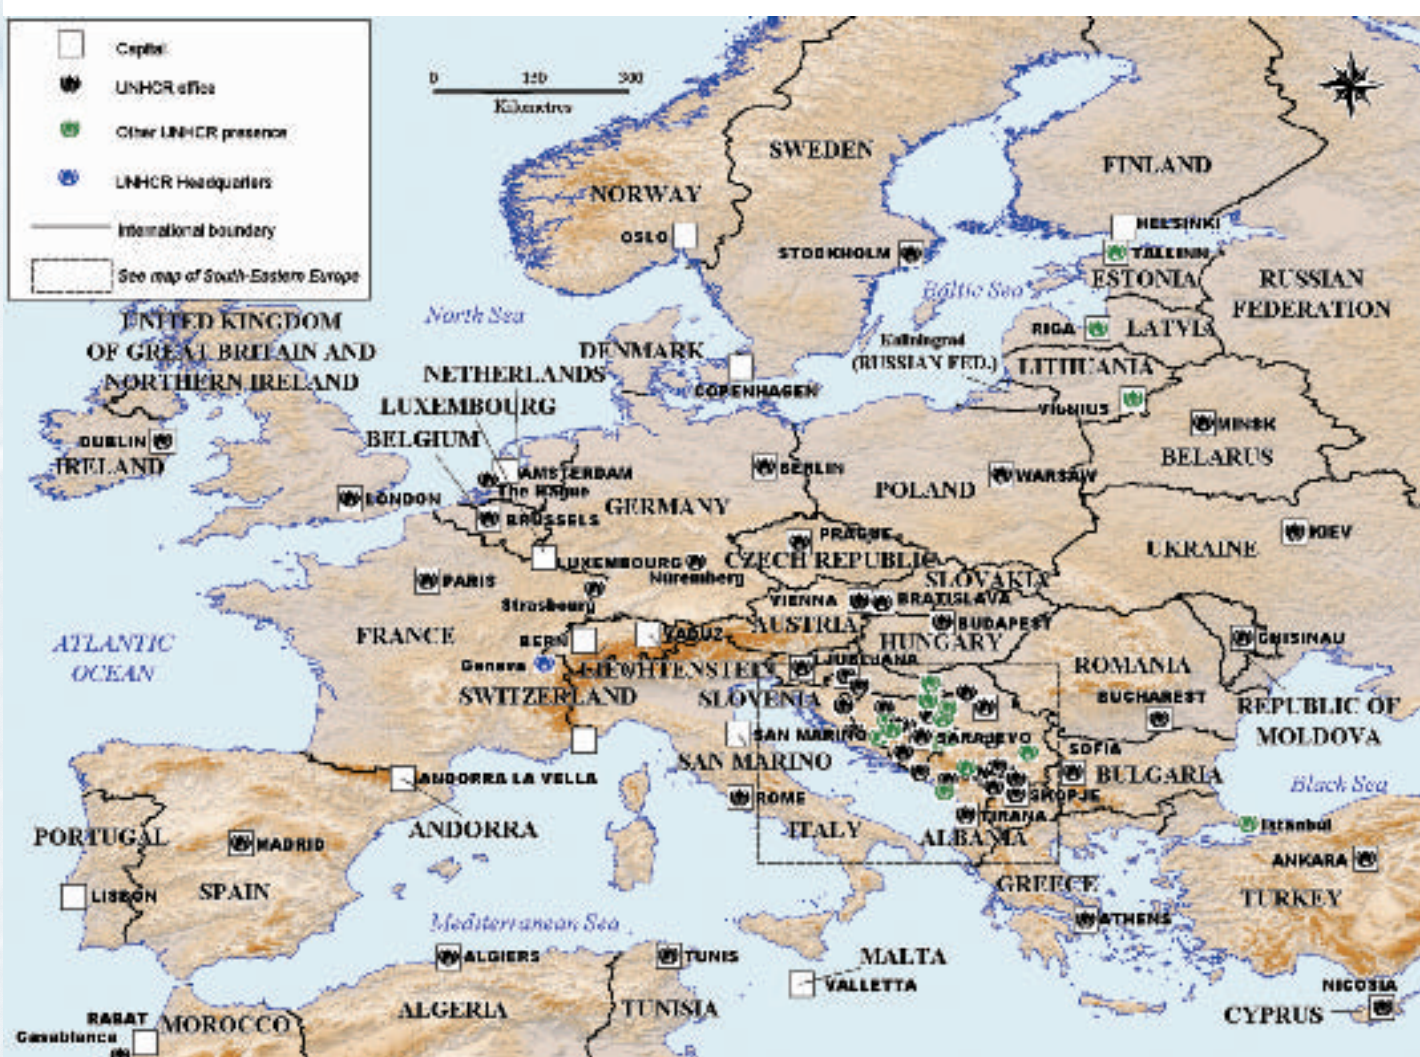 Capital
UNHCR office
Other UNHCR presence
UNHCR Headquarters
International boundary
See map of South-Eastern Europe
0 150 300
Kilometres
SWEDEN
FINLAND
NORWAY
OSLO
HELSINKI
STOCKHOLM
TALLINN
ESTONIA
RUSSIAN
FEDERATION
Baltic Sea
North Sea
UNITED KINGDOM
OF GREAT BRITAIN AND
NORTHERN IRELAND
RIGA
LATVIA
Kaliningrad
(RUSSIAN FED.)
LITHUANIA
DENMARK
NETHERLANDS
COPENHAGEN
LUXEMBOURG
VILNIUS
MINSK
BELGIUM
DUBLIN
IRELAND
BELARUS
BERLIN
AMSTERDAM
The Hague
WARSAW
POLAND
LONDON
GERMANY
BRUSSELS
PRAGUE
KIEV
UKRAINE
CZECH REPUBLIC
LUXEMBOURG
Nuremberg
PARIS
SLOVAKIA
Strasbourg
VIENNA
BRATISLAVA
BUDAPEST
AUSTRIA
HUNGARY
FRANCE
BERN
VADUZ
CHISINAU
ATLANTIC
OCEAN
Geneva
LIECHTENSTEIN
LJUBLJANA
ROMANIA
SWITZERLAND
SLOVENIA
BUCHAREST
REPUBLIC OF
MOLDOVA
SAN MARINO
SARAJEVO
SOFIA
SAN MARINO
BULGARIA
Black Sea
ANDORRA LA VELLA
ROME
SKOPJE
TIRANA
ANDORRA
ITALY
ALBANIA
Istanbul
PORTUGAL
MADRID
ANKARA
LISBON
SPAIN
GREECE
TURKEY
Mediterranean Sea
ATHENS
ALGIERS
TUNIS
MALTA
VALLETTA
NICOSIA
CYPRUS
ALGERIA
TUNISIA
RABAT
MOROCCO
Casablanca